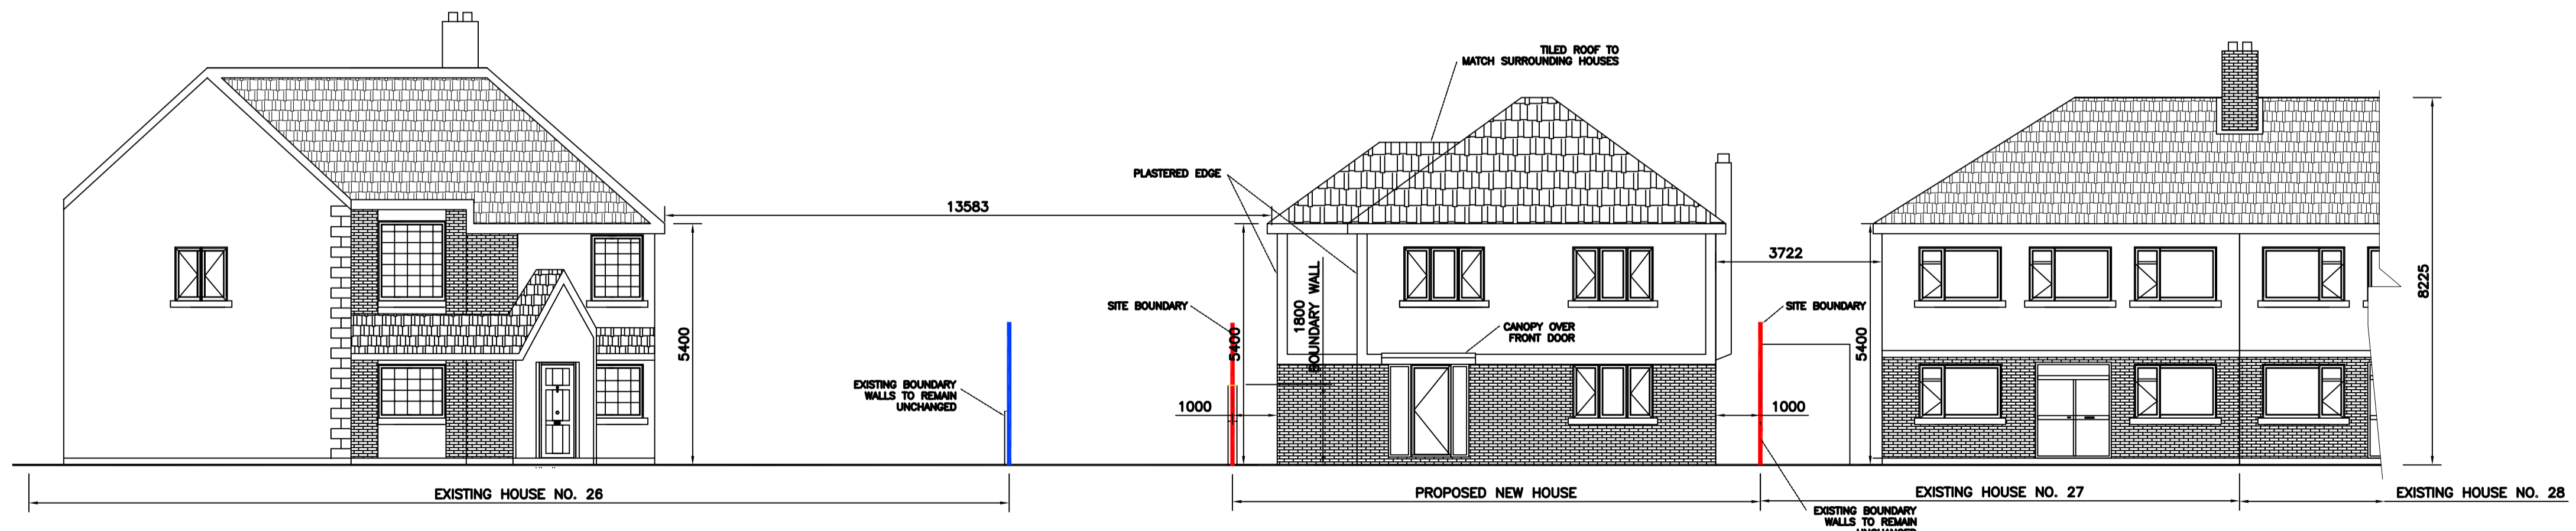 TILED ROOF TO
MATCH SURROUNDING HOUSES
PLASTERED EDGE
13583
3722
8225
SITE BOUNDARY
1800
BOUNDARY WALL
SITE BOUNDARY
5400
5400
5400
CANOPY OVER
FRONT DOOR
EXISTING BOUNDARY
WALLS TO REMAIN
UNCHANGED
1000
1000
EXISTING HOUSE NO. 26
PROPOSED NEW HOUSE
EXISTING HOUSE NO. 27
EXISTING HOUSE NO. 28
EXISTING BOUNDARY
WALLS TO REMAIN
UNCHANGED